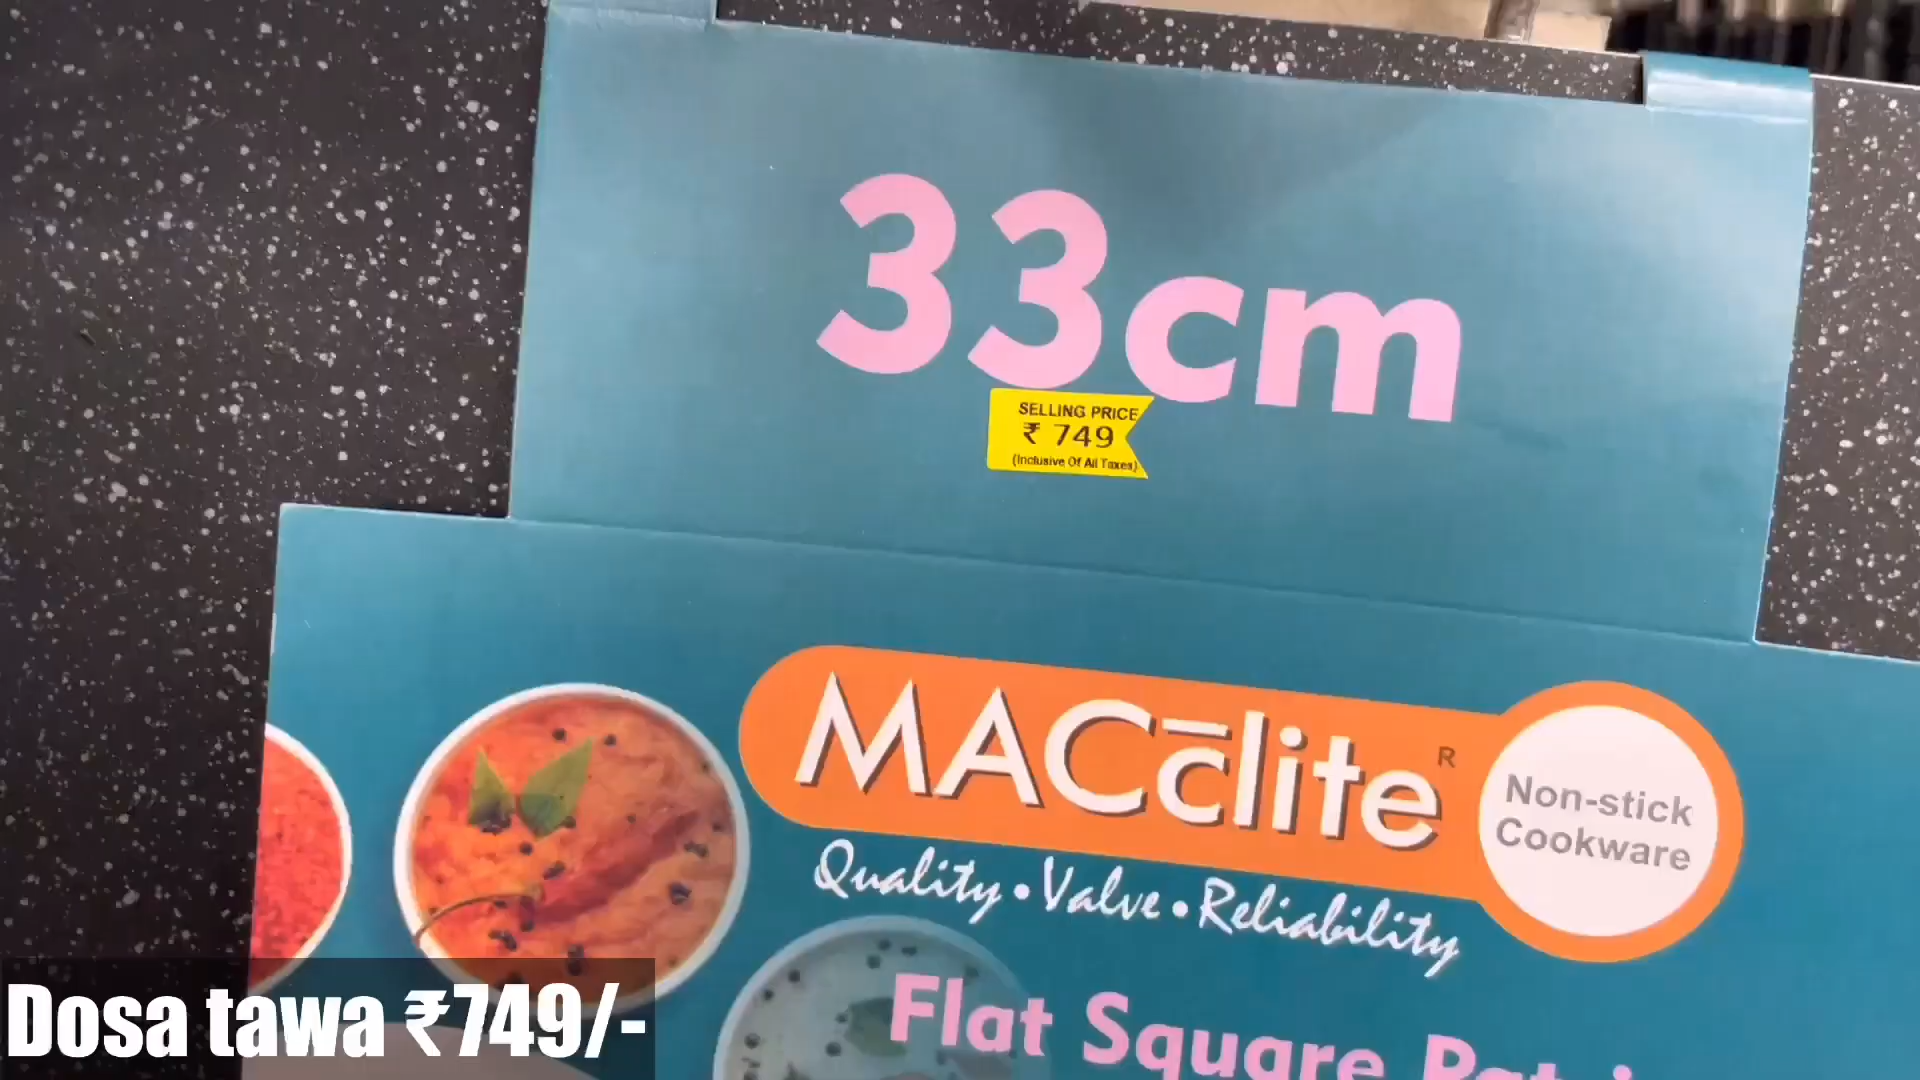 33cm
SELLING PRICE
₹ 749
(Inclusive Of All Taxes)
MACclite R
Non-stick
Cookware
Quality • Valve • Reliability
Flat Square
Dosa tawa ₹749/-